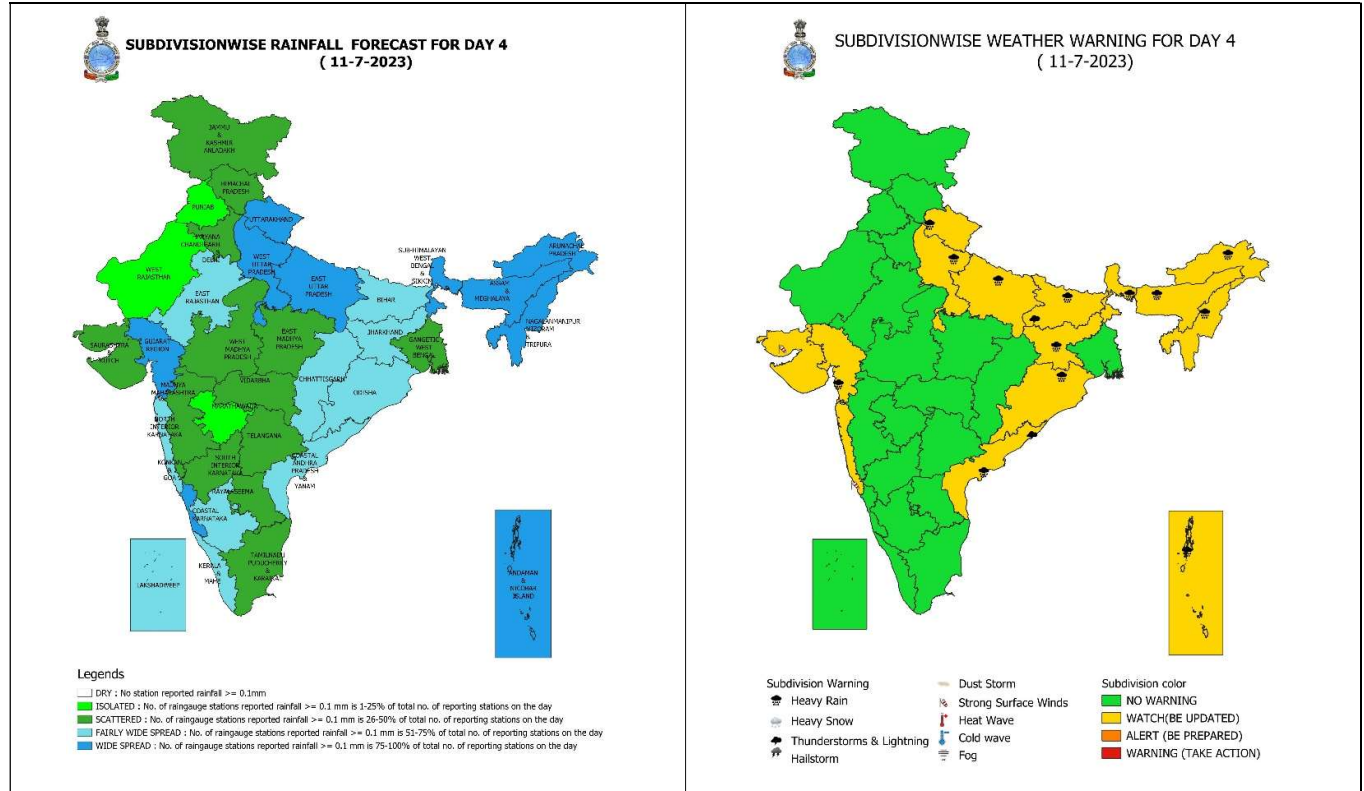 SUBDIVISIONWISE RAINFALL FORECAST FOR DAY 4
( 11-7-2023)
JAMMU
&
KASHMIR
ANLADAKH
HIMACHAL
PRADESH
PUNJAB
UTTARAKHAND
CHANDIGARH
DELHI
WEST
UTTAR
PRADESH
WEST
RAJASTHAN
EAST
RAJASTHAN
EAST
UTTAR
PRADESH
SUB-HIMALAYAN
WEST
BENGAL
&
SIKKIM
ARUNACHAL
PRADESH
ASSAM
&
MEGHALAYA
BIHAR
NAGALANMANIPUR
MIZORAM
&
TRIPURA
JHARKHAND
GANGETIC
WEST
BENGAL
SAURASHTRA
&
KUTCH
GUJARAT
REGION
WEST
MADHYA
PRADESH
EAST
MADHYA
PRADESH
CHHATTISGARH
ODISHA
VIDARBHA
MADHYA
MAHARASHTRA
MARATHAWADA
NORTH
INTERIOR
KARNATAKA
TELANGANA
KONKAN
&
GOA
SOUTH
INTERIOR
KARNATAKA
COASTAL
ANDHRA
PRADESH
&
YANAM
RAYALASEEMA
COASTAL
KARNATAKA
TAMILNADU
PUDUCHERRY
&
KARAIKAL
KERALA
&
MAHE
LAKSHADWEEP
ANDAMAN
&
NICOBAR
ISLAND
Legends
DRY : No station reported rainfall >= 0.1mm
ISOLATED : No. of raingauge stations reported rainfall >= 0.1 mm is 1-25% of total no. of reporting stations on the day
SCATTERED : No. of raingauge stations reported rainfall >= 0.1 mm is 26-50% of total no. of reporting stations on the day
FAIRLY WIDE SPREAD : No. of raingauge stations reported rainfall >= 0.1 mm is 51-75% of total no. of reporting stations on the day
WIDE SPREAD : No. of raingauge stations reported rainfall >= 0.1 mm is 75-100% of total no. of reporting stations on the day
SUBDIVISIONWISE WEATHER WARNING FOR DAY 4
( 11-7-2023)
Subdivision Warning
Heavy Rain
Heavy Snow
Thunderstorms & Lightning
Hailstorm
Dust Storm
Strong Surface Winds
Heat Wave
Cold wave
Fog
Subdivision color
NO WARNING
WATCH(BE UPDATED)
ALERT (BE PREPARED)
WARNING (TAKE ACTION)